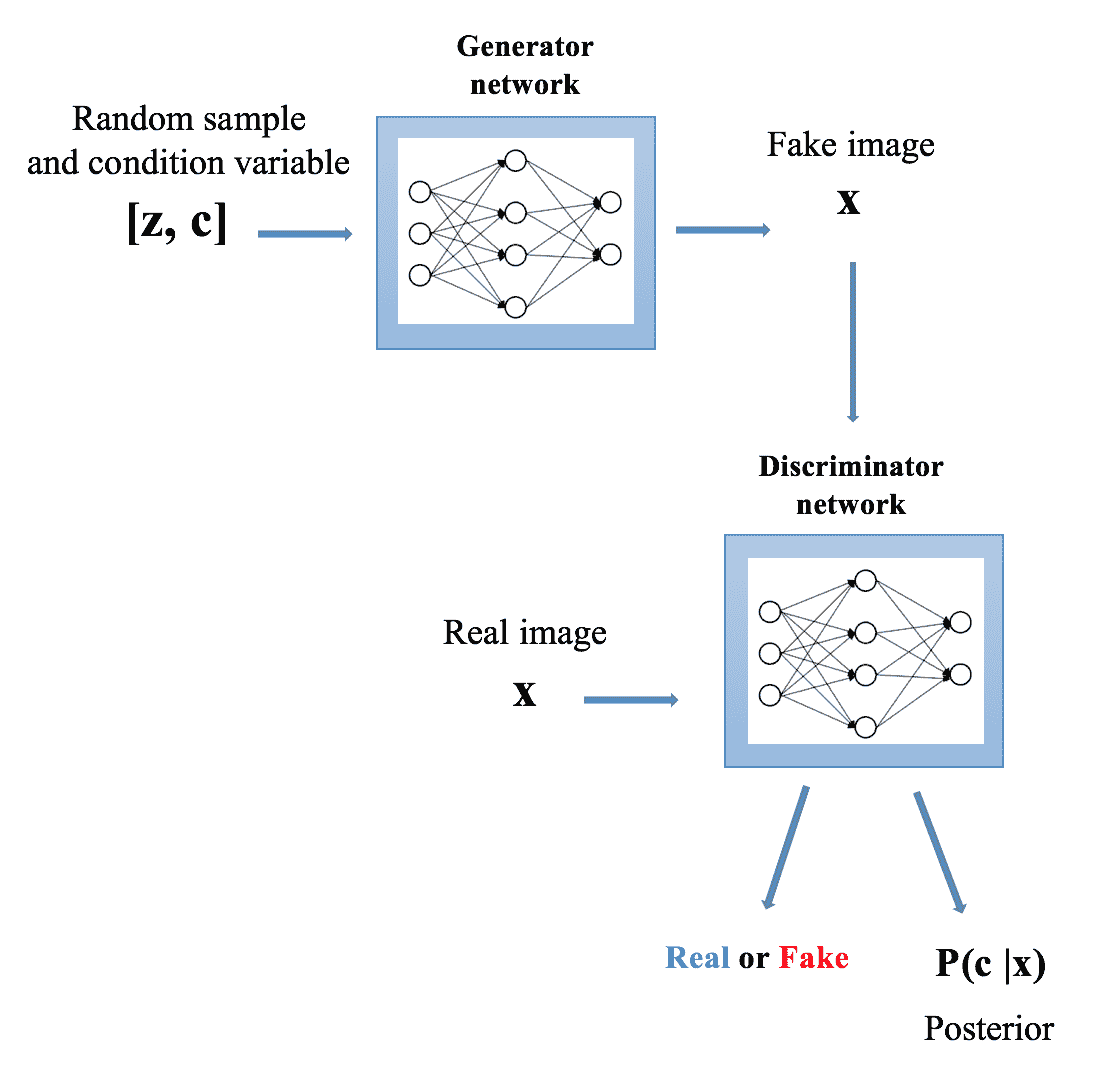 Generator
network
Random sample
and condition variable
[z, c]
Fake image
x
Discriminator
network
Real image
x
Real or Fake
P(c |x)
Posterior